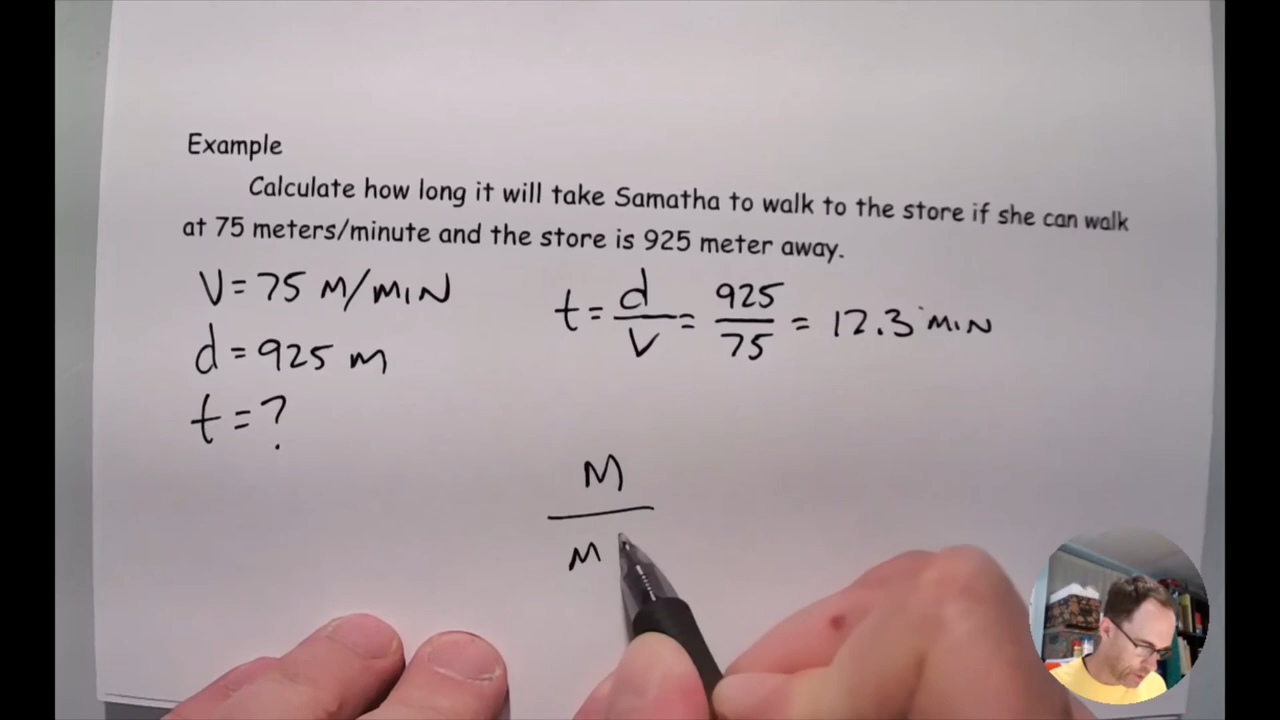 Example
Calculate how long it will take Samatha to walk to the store if she can walk
at 75 meters/minute and the store is 925 meter away.
V = 75 M/MIN
d = 925 m
t = ?
t = d/V = 925/75 = 12.3 MIN
M
M